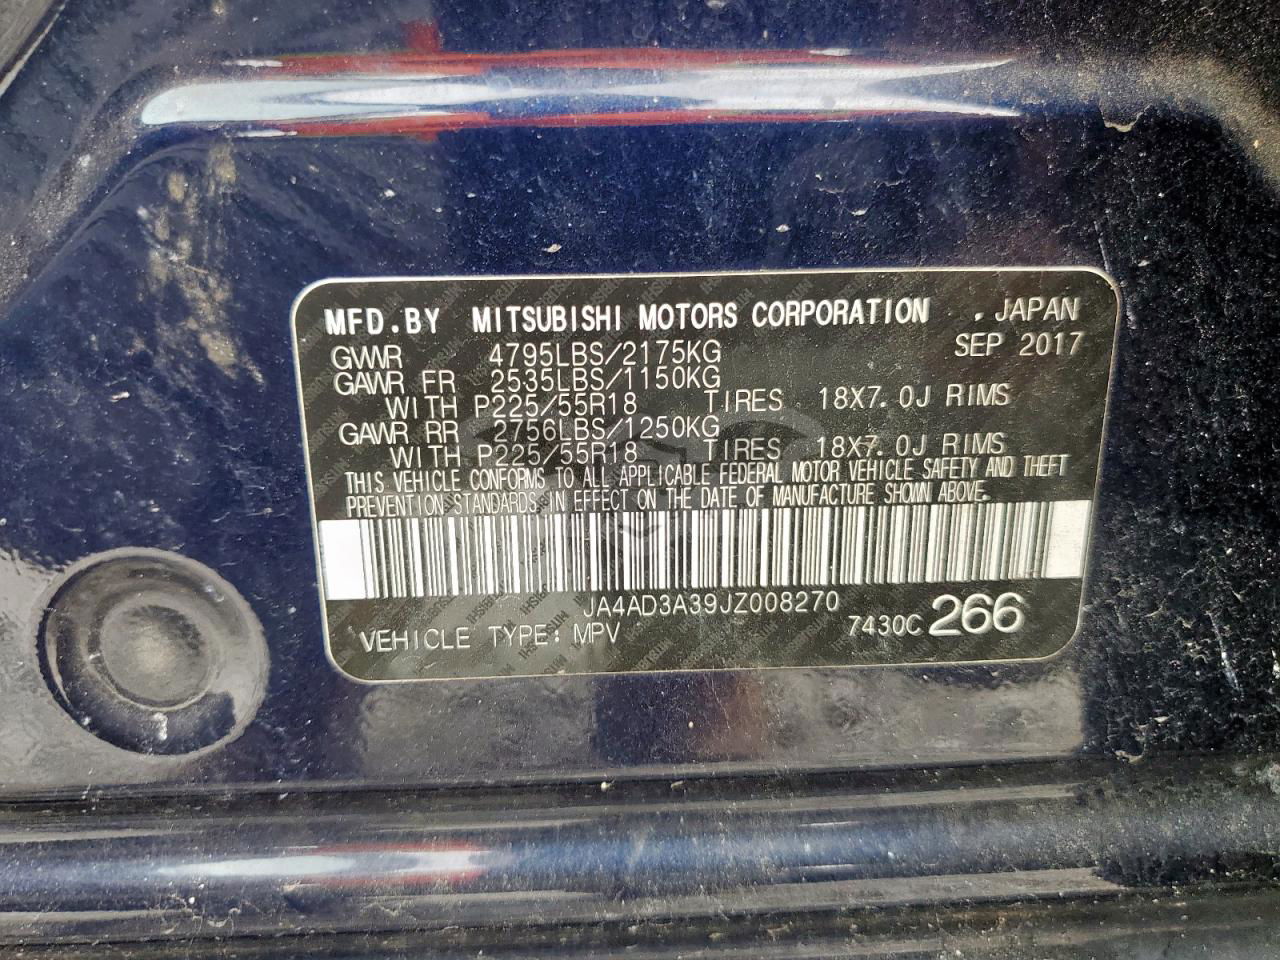 MFD.BY MITSUBISHI MOTORS CORPORATION . JAPAN
SEP 2017
GVWR 4795LBS/2175KG
GAWR FR 2535LBS/1150KG
WITH P225/55R18 TIRES 18X7.0J RIMS
GAWR RR 2756LBS/1250KG
WITH P225/55R18 TIRES 18X7.0J RIMS
THIS VEHICLE CONFORMS TO ALL APPLICABLE FEDERAL MOTOR VEHICLE SAFETY AND THEFT
PREVENTION STANDARDS IN EFFECT ON THE DATE OF MANUFACTURE SHOWN ABOVE.
JA4AD3A39JZ008270
VEHICLE TYPE: MPV 7430C 266